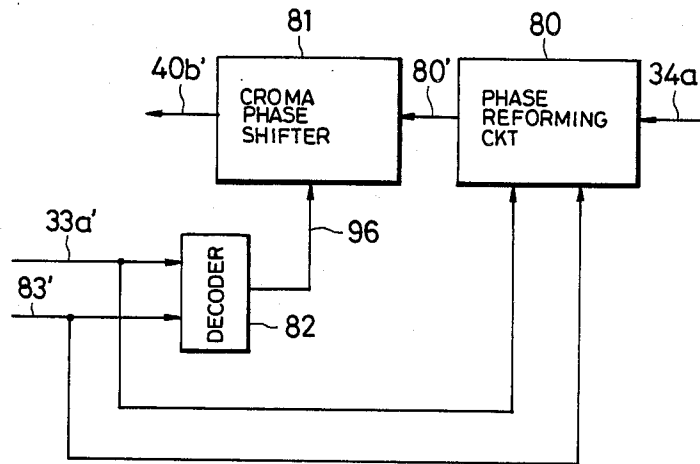 81
80
40b'
80'
34a
CROMA
PHASE
SHIFTER
PHASE
REFORMING
CKT
33a'
96
83'
DECODER
82